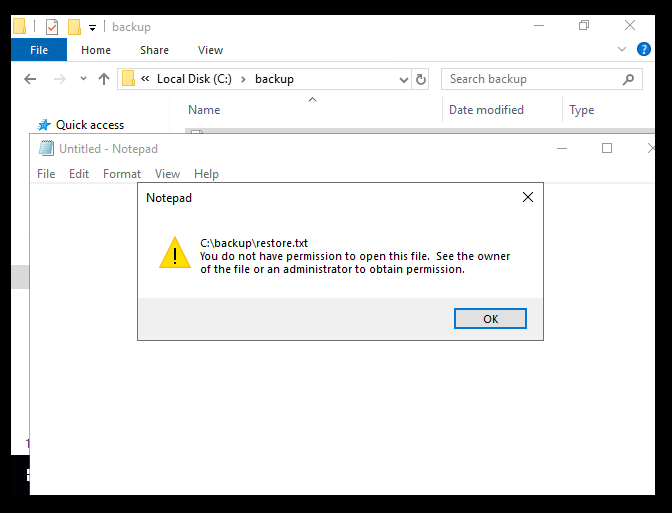 backup
File Home Share View
Local Disk (C:) backup Search backup
Name Date modified Type
Quick access
Untitled - Notepad
File Edit Format View Help
Notepad
C:\backup\restore.txt
You do not have permission to open this file. See the owner
of the file or an administrator to obtain permission.
OK
1